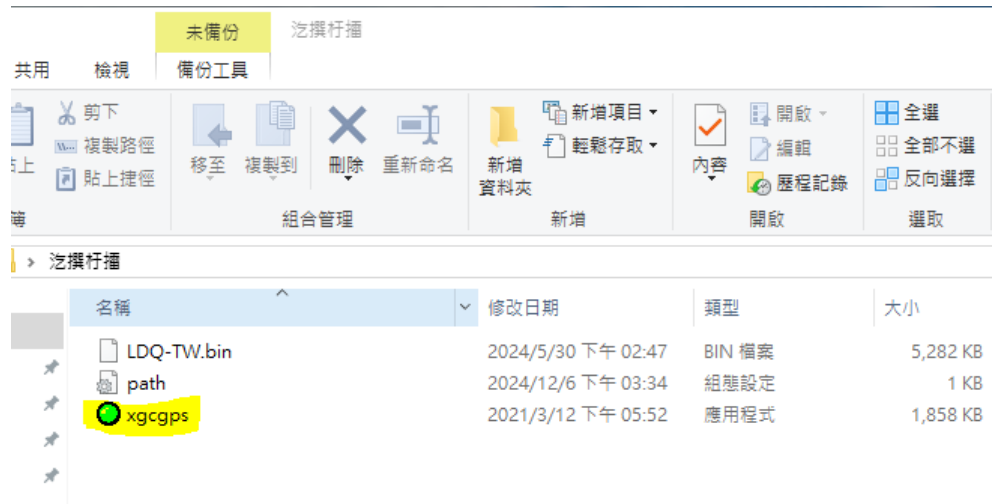 未備份 汔撰杅擂
共用 檢視 備份工具
剪下
複製路徑
貼上捷徑
移至 複製到 刪除 重新命名
新增
資料夾
新增項目
輕鬆存取
內容
開啟
編輯
歷程記錄
全選
全部不選
反向選擇
組合管理 新增 開啟 選取
汔撰杅擂
名稱 修改日期 類型 大小
LDQ-TW.bin 2024/5/30 下午 02:47 BIN 檔案 5,282 KB
path 2024/12/6 下午 03:34 組態設定 1 KB
xgcgps 2021/3/12 下午 05:52 應用程式 1,858 KB